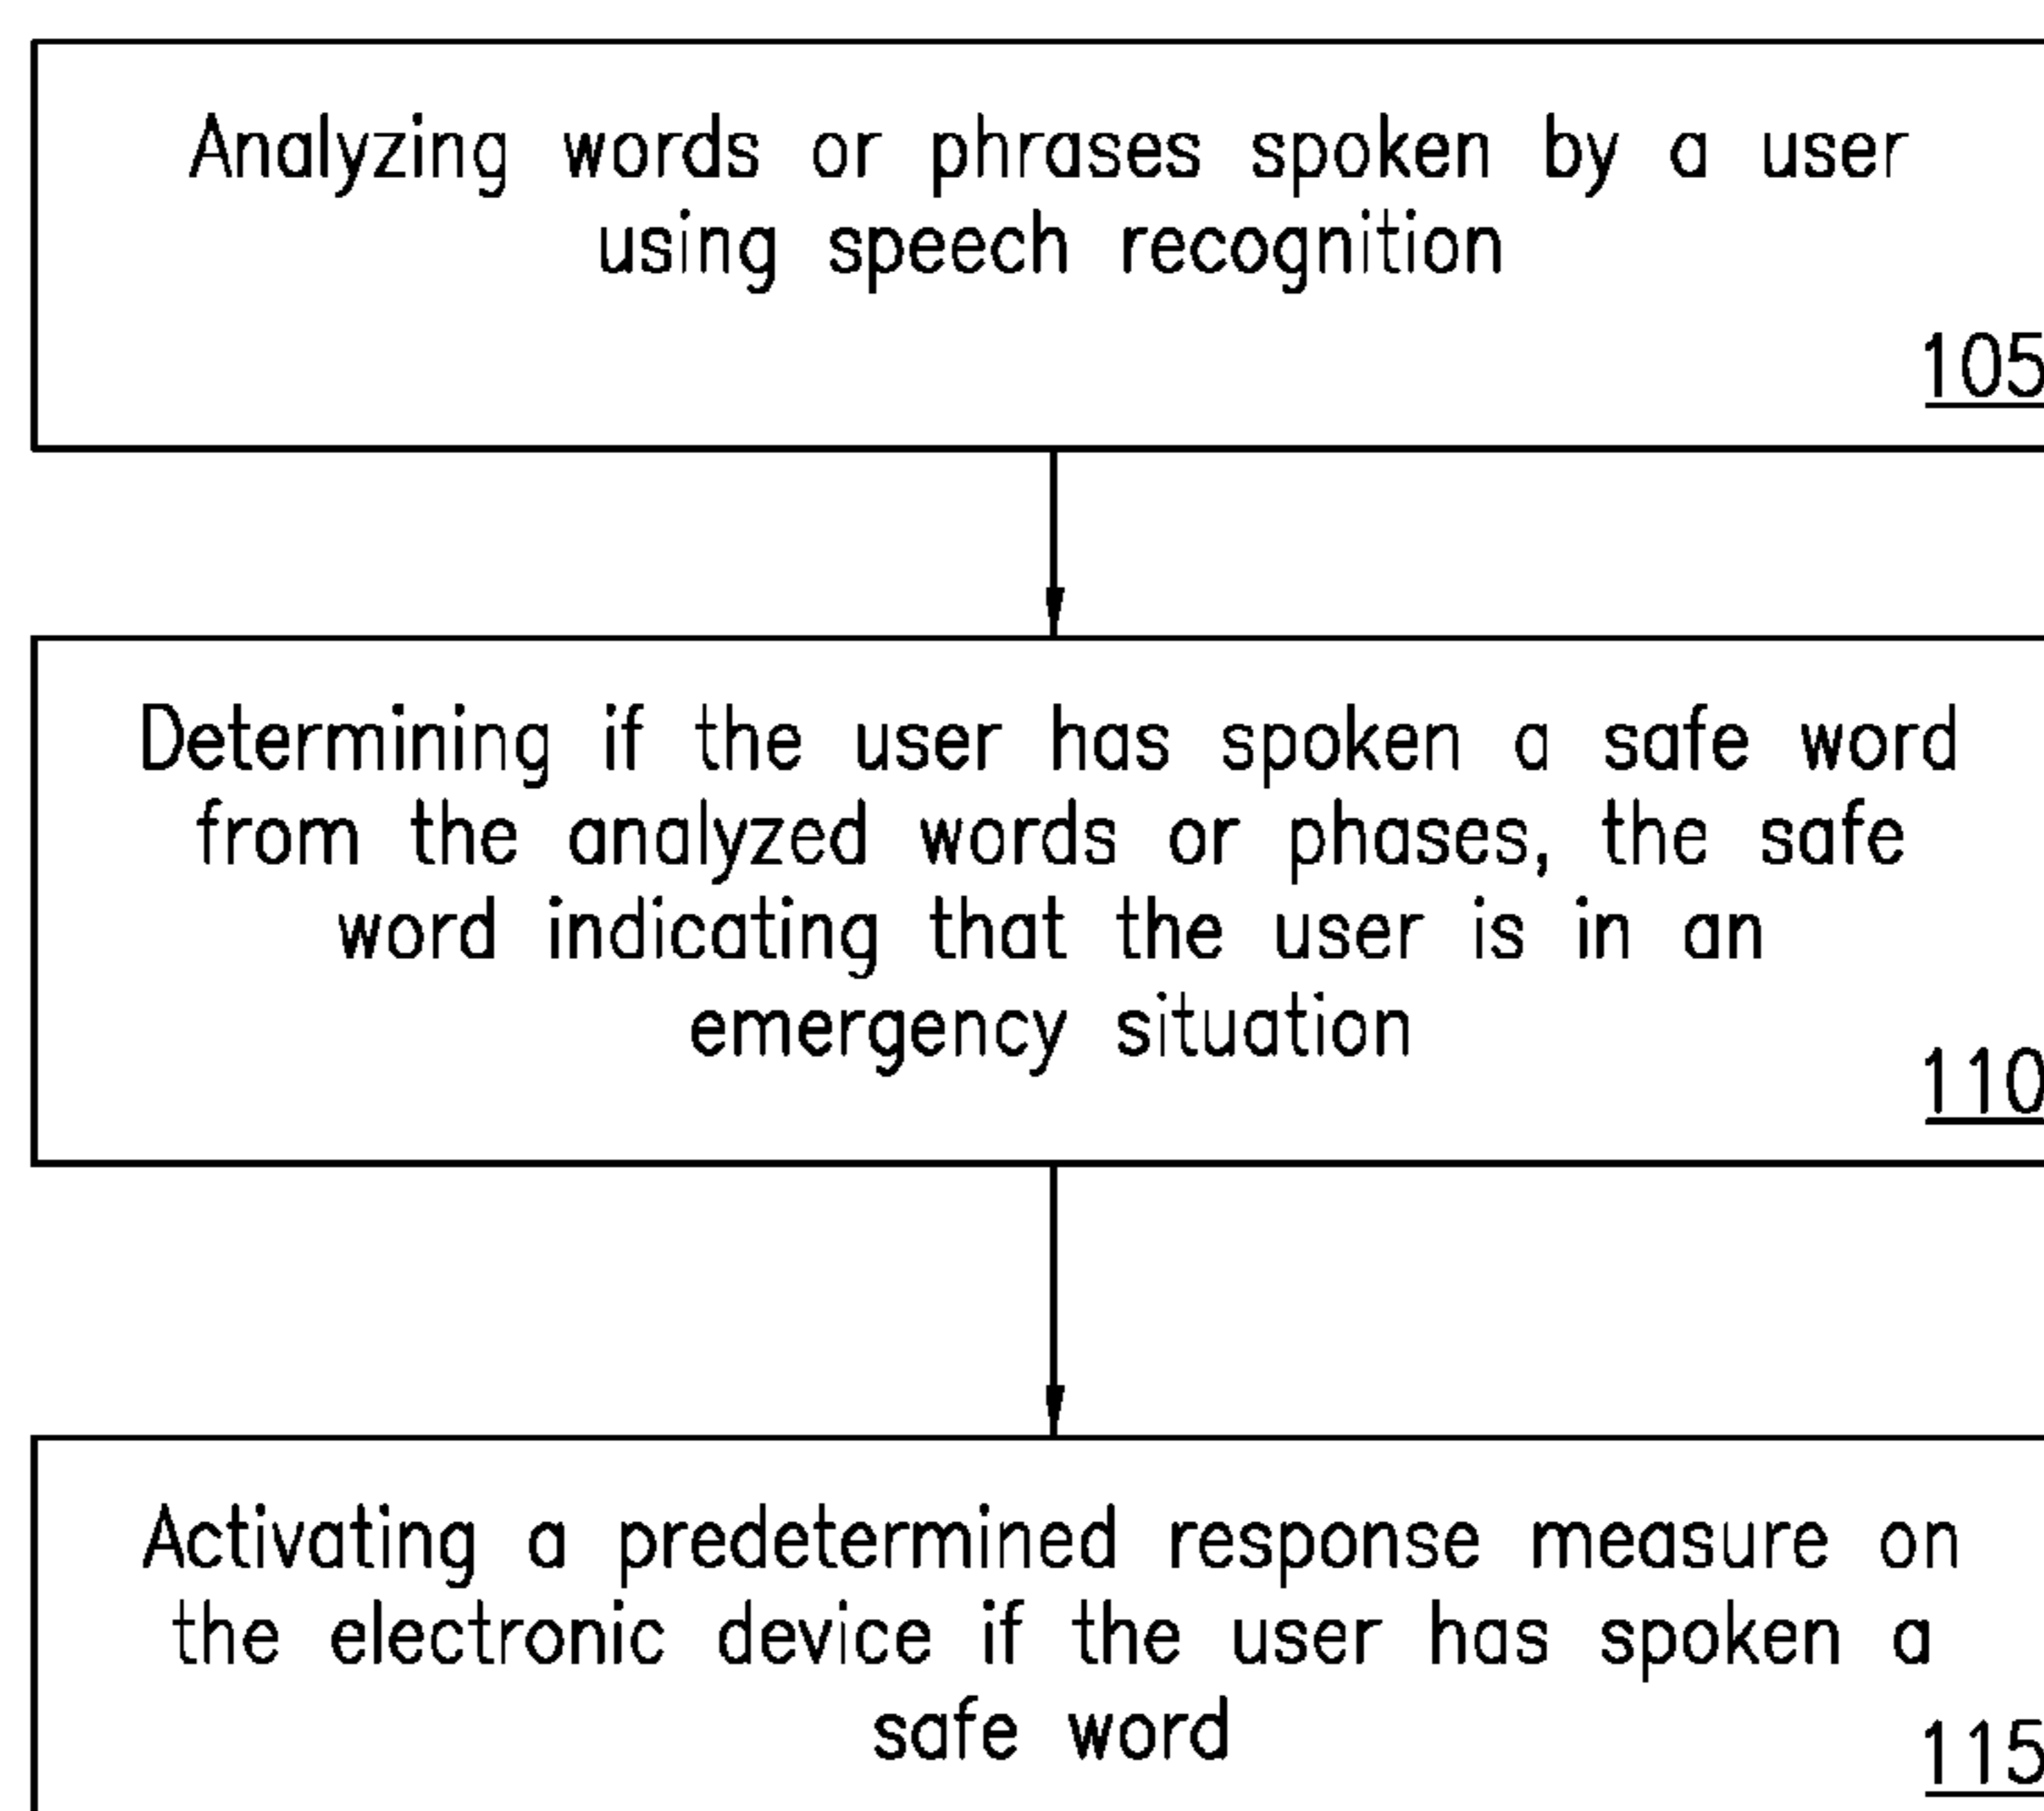 Analyzing words or phrases spoken by a user
using speech recognition
105
Determining if the user has spoken a safe word
from the analyzed words or phases, the safe
word indicating that the user is in an
emergency situation
110
Activating a predetermined response measure on
the electronic device if the user has spoken a
safe word
115